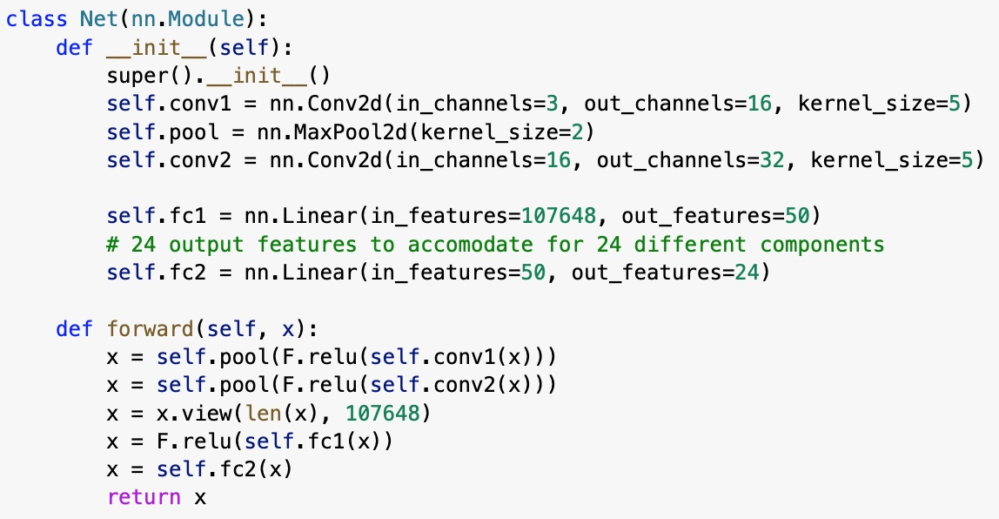 class Net(nn.Module):
    def __init__(self):
        super().__init__()
        self.conv1 = nn.Conv2d(in_channels=3, out_channels=16, kernel_size=5)
        self.pool = nn.MaxPool2d(kernel_size=2)
        self.conv2 = nn.Conv2d(in_channels=16, out_channels=32, kernel_size=5)

        self.fc1 = nn.Linear(in_features=107648, out_features=50)
        # 24 output features to accomodate for 24 different components
        self.fc2 = nn.Linear(in_features=50, out_features=24)

    def forward(self, x):
        x = self.pool(F.relu(self.conv1(x)))
        x = self.pool(F.relu(self.conv2(x)))
        x = x.view(len(x), 107648)
        x = F.relu(self.fc1(x))
        x = self.fc2(x)
        return x